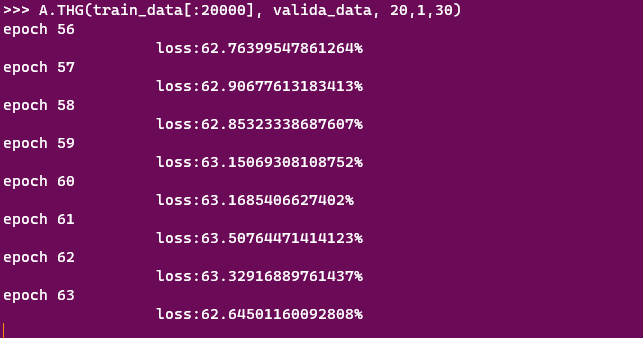 >>> A.THG(train_data[:20000], valida_data, 20,1,30)
epoch 56
loss:62.76399547861264%
epoch 57
loss:62.90677613183413%
epoch 58
loss:62.85323338687607%
epoch 59
loss:63.15069308108752%
epoch 60
loss:63.1685406627402%
epoch 61
loss:63.50764471414123%
epoch 62
loss:63.32916889761437%
epoch 63
loss:62.64501160092808%